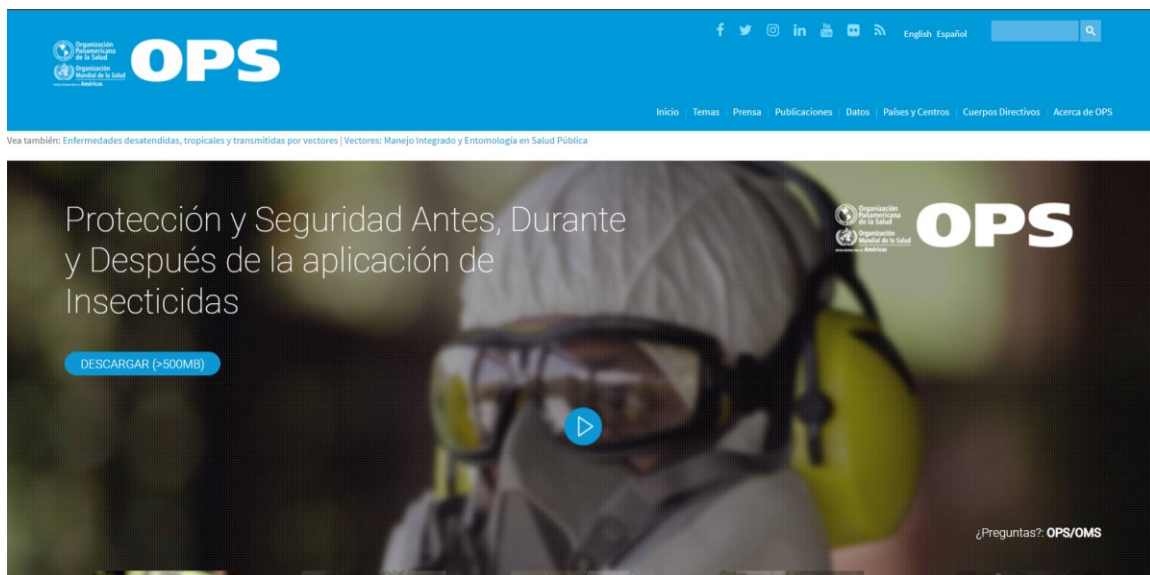 Organización
Panamericana
de la Salud
Organización
Mundial de la Salud
Américas
OPS
English Español
Inicio | Temas | Prensa | Publicaciones | Datos | Países y Centros | Cuerpos Directivos | Acerca de OPS
Vea también: Enfermedades desatendidas, tropicales y transmitidas por vectores | Vectores: Manejo Integrado y Entomología en Salud Pública
Protección y Seguridad Antes, Durante
y Después de la aplicación de
Insecticidas
Organización
Panamericana
de la Salud
Organización
Mundial de la Salud
Américas
OPS
DESCARGAR (>500MB)
¿Preguntas?: OPS/OMS